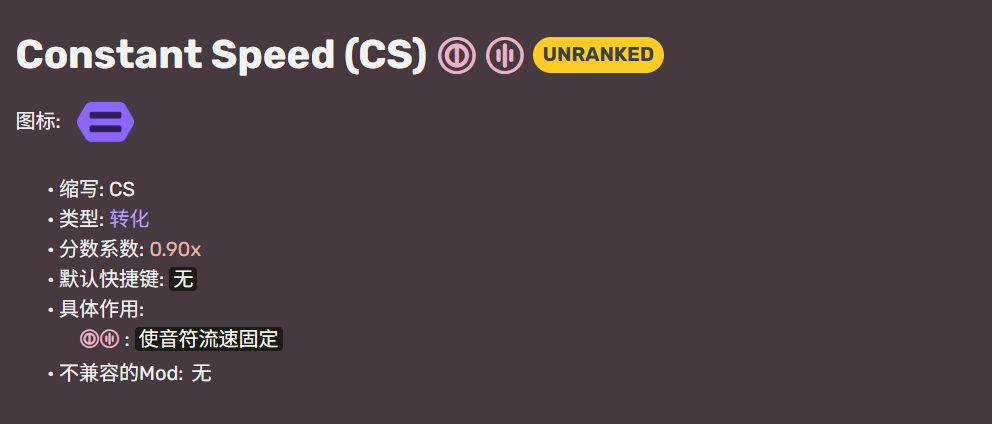 Constant Speed (CS) UNRANKED
图标:
• 缩写: CS
• 类型: 转化
• 分数系数: 0.90x
• 默认快捷键: 无
• 具体作用:
: 使音符流速固定
• 不兼容的Mod: 无